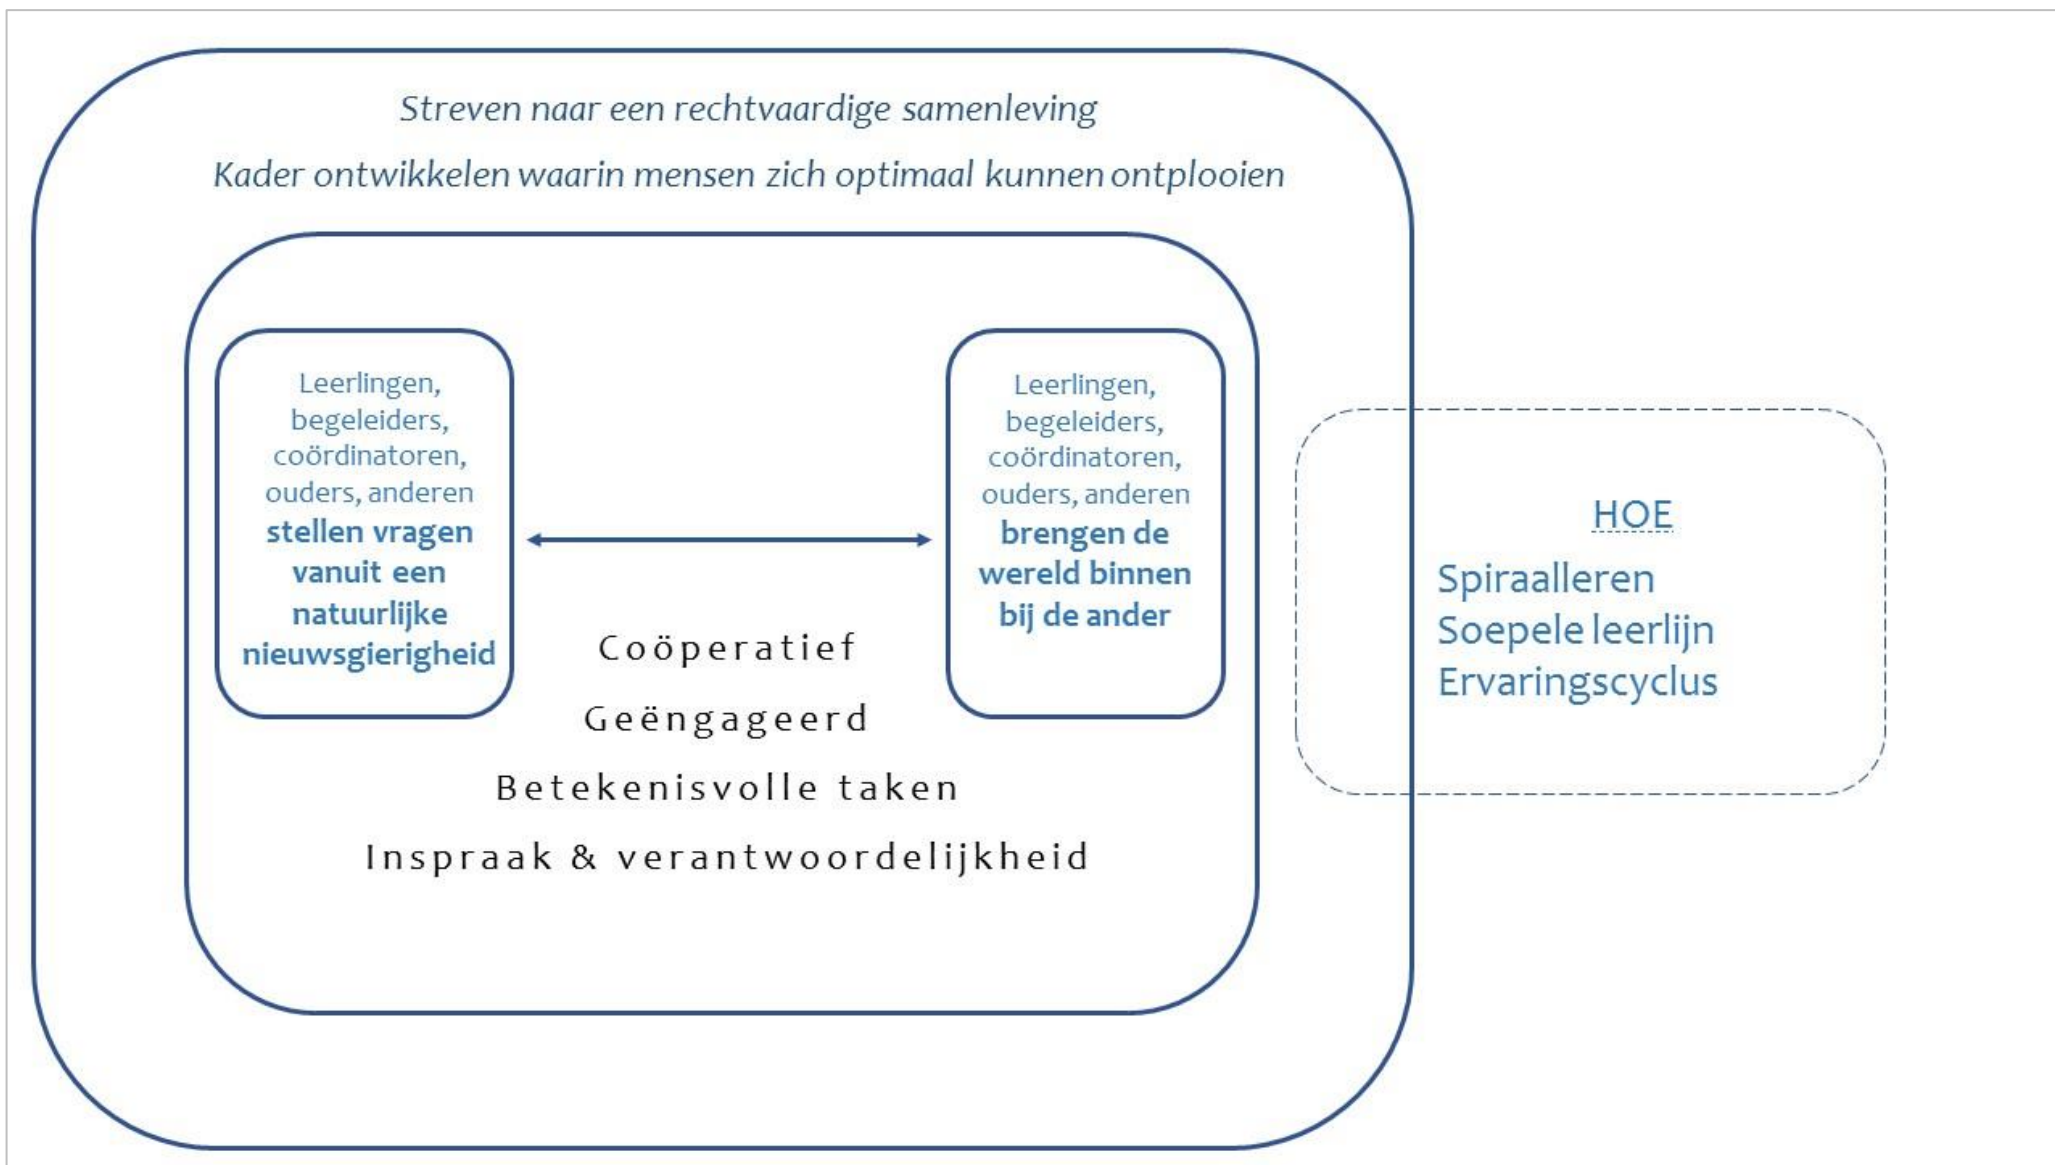 Streven naar een rechtvaardige samenleving
Kader ontwikkelen waarin mensen zich optimaal kunnen ontplooien
Leerlingen,
begeleiders,
coördinatoren,
ouders, anderen
stellen vragen
vanuit een
natuurlijke
nieuwsgierigheid
Leerlingen,
begeleiders,
coördinatoren,
ouders, anderen
brengen de
wereld binnen
bij de ander
Coöperatief
Geëngageerd
Betekenisvolle taken
Inspraak & verantwoordelijkheid
HOE
Spiraalleren
Soepele leerlijn
Ervaringscyclus